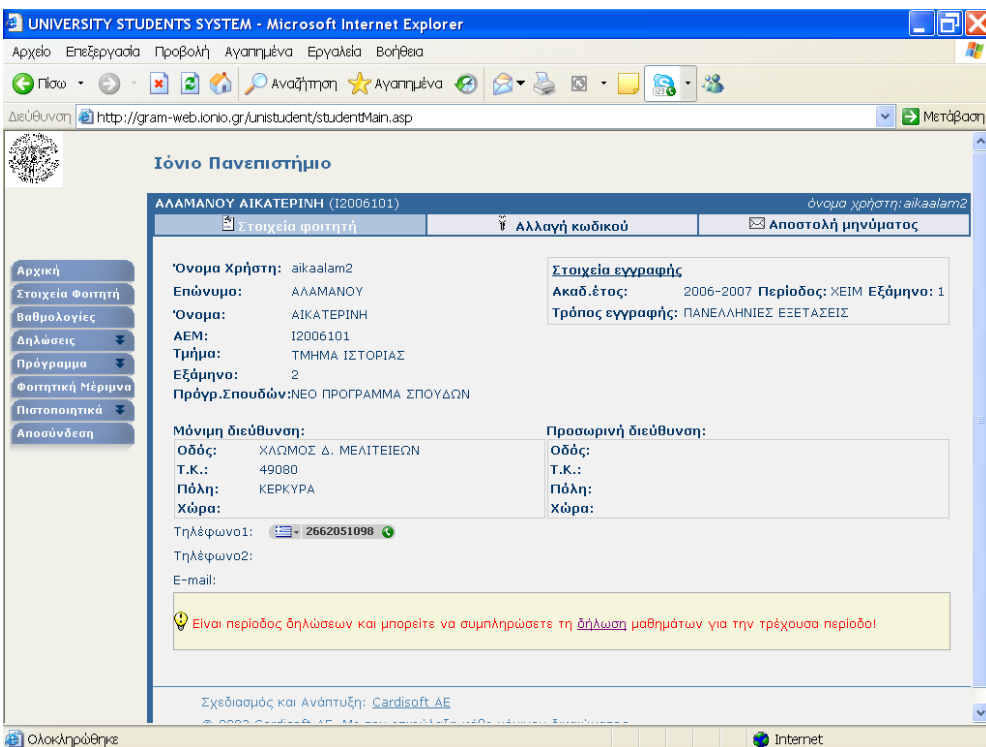 UNIVERSITY STUDENTS SYSTEM - Microsoft Internet Explorer
Αρχείο Επεξεργασία Προβολή Αγαπημένα Εργαλεία Βοήθεια
Πίσω Αναζήτηση Αγαπημένα
Διεύθυνση http://gram-web.ionio.gr/unistudent/studentMain.asp Μετάβαση
Ιόνιο Πανεπιστήμιο
ΑΛΑΜΑΝΟΥ ΑΙΚΑΤΕΡΙΝΗ (Ι2006101) όνομα χρήστη:aikaalam2
Στοιχεία φοιτητή Αλλαγή κωδικού Αποστολή μηνύματος
Αρχική
Στοιχεία Φοιτητή
Βαθμολογίες
Δηλώσεις
Πρόγραμμα
Φοιτητική Μέριμνα
Πιστοποιητικά
Αποσύνδεση
Όνομα Χρήστη: aikaalam2
Επώνυμο: ΑΛΑΜΑΝΟΥ
Όνομα: ΑΙΚΑΤΕΡΙΝΗ
ΑΕΜ: Ι2006101
Τμήμα: ΤΜΗΜΑ ΙΣΤΟΡΙΑΣ
Εξάμηνο: 2
Πρόγρ.Σπουδών:ΝΕΟ ΠΡΟΓΡΑΜΜΑ ΣΠΟΥΔΩΝ
Στοιχεία εγγραφής
Ακαδ.έτος: 2006-2007 Περίοδος: ΧΕΙΜ Εξάμηνο: 1
Τρόπος εγγραφής: ΠΑΝΕΛΛΗΝΙΕΣ ΕΞΕΤΑΣΕΙΣ
Μόνιμη διεύθυνση:
Οδός: ΧΛΩΜΟΣ Δ. ΜΕΛΙΤΕΙΕΩΝ
Τ.Κ.: 49080
Πόλη: ΚΕΡΚΥΡΑ
Χώρα:
Προσωρινή διεύθυνση:
Οδός:
Τ.Κ.:
Πόλη:
Χώρα:
Τηλέφωνο1: 2662051098
Τηλέφωνο2:
E-mail:
Είναι περίοδος δηλώσεων και μπορείτε να συμπληρώσετε τη δήλωση μαθημάτων για την τρέχουσα περίοδο!
Σχεδιασμός και Ανάπτυξη: Cardisoft AE
Ολοκληρώθηκε Internet